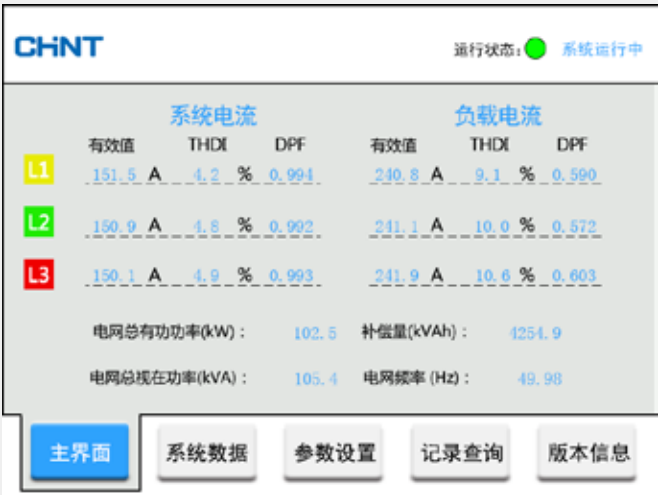 CHiNT 运行状态: 系统运行中
系统电流 负载电流
有效值 THDI DPF 有效值 THDI DPF
L1 151.5 A 4.2 % 0.994 240.8 A 9.1 % 0.590
L2 150.9 A 4.8 % 0.992 241.1 A 10.0 % 0.572
L3 150.1 A 4.9 % 0.993 241.9 A 10.6 % 0.603
电网总有功功率(kW)： 102.5 补偿量(kVAh)： 4254.9
电网总视在功率(kVA)： 105.4 电网频率 (Hz)： 49.98
主界面 系统数据 参数设置 记录查询 版本信息